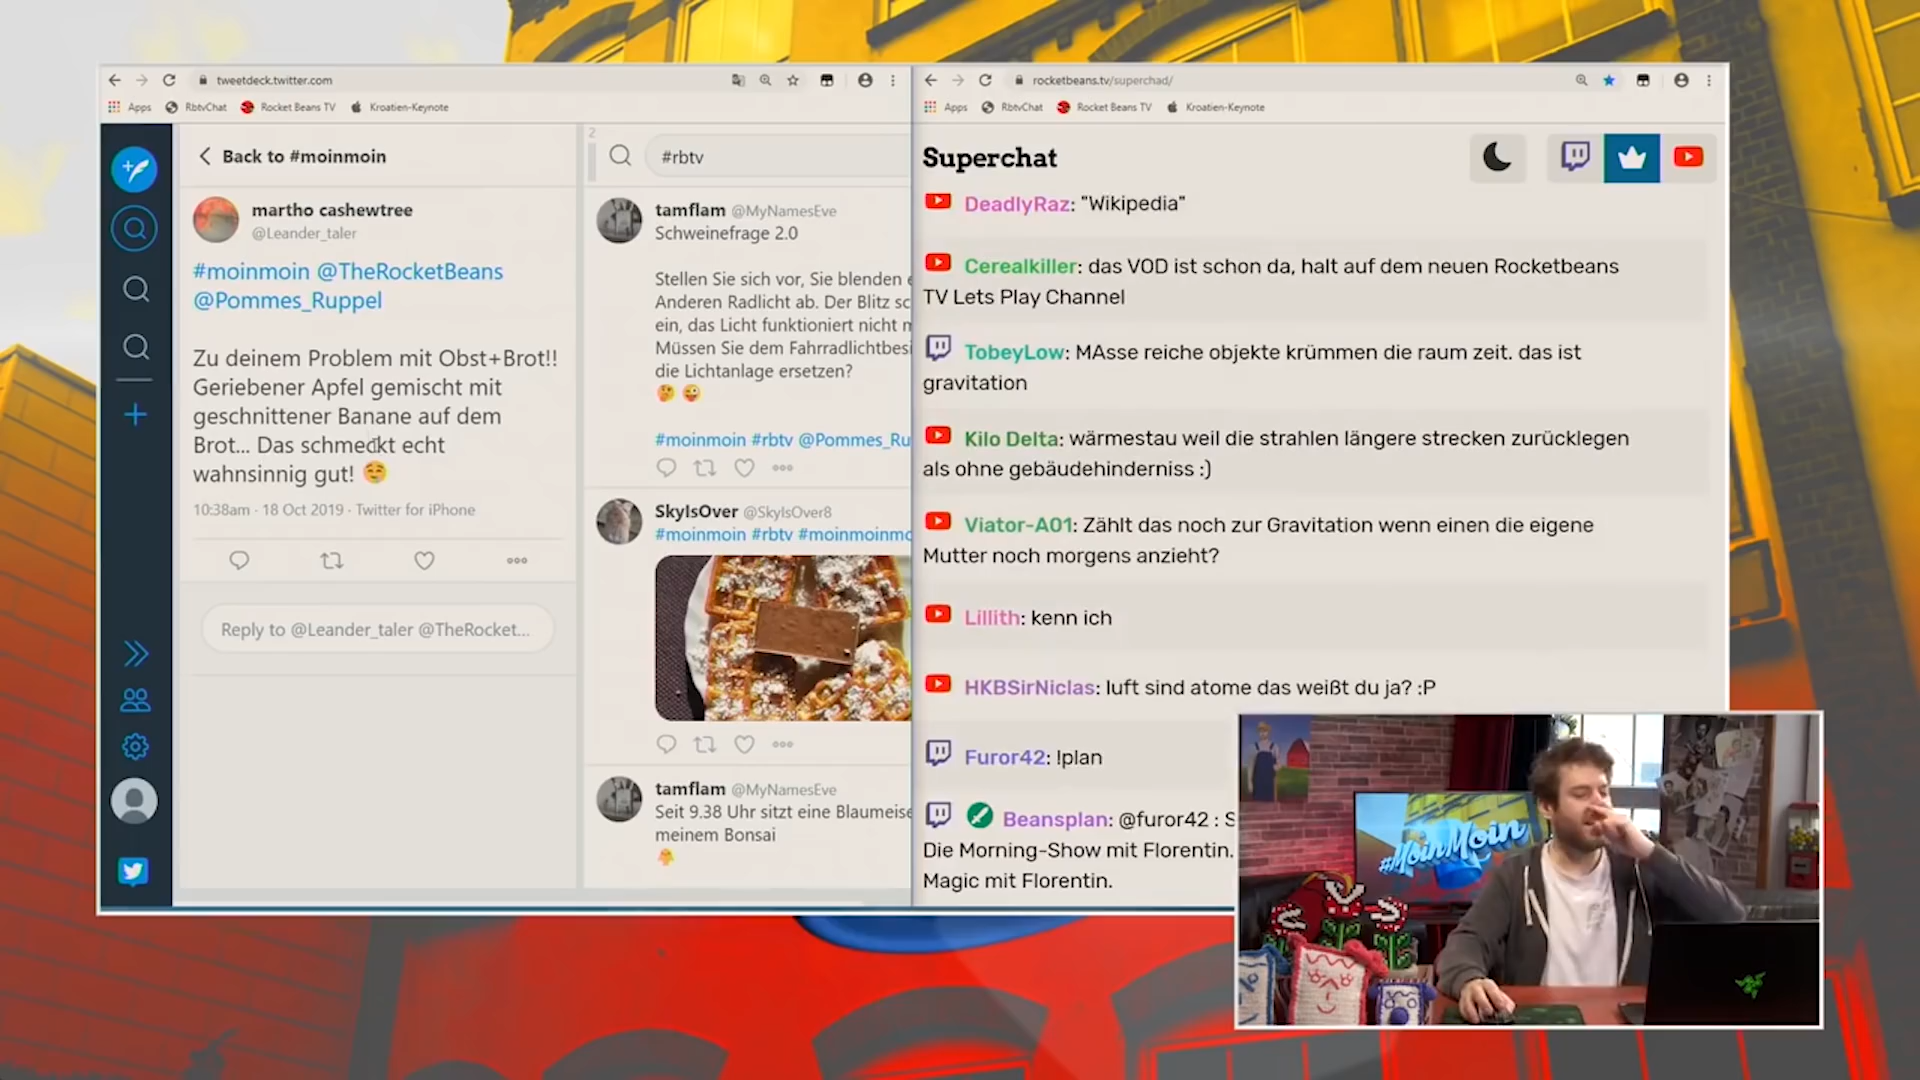 tweetdeck.twitter.com
Apps RbtvChat Rocket Beans TV Kroatien-Keynote
Back to #moinmoin
martho cashewtree
@Leander_taler
#moinmoin @TheRocketBeans
@Pommes_Ruppel
Zu deinem Problem mit Obst+Brot!!
Geriebener Apfel gemischt mit
geschnittener Banane auf dem
Brot... Das schmeckt echt
wahnsinnig gut! ☺️
10:38am · 18 Oct 2019 · Twitter for iPhone
Reply to @Leander_taler @TheRocket...
2
#rbtv
tamflam @MyNamesEve
Schweinefrage 2.0
Stellen Sie sich vor, Sie blenden e
Anderen Radlicht ab. Der Blitz sc
ein, das Licht funktioniert nicht m
Müssen Sie dem Fahrradlichtbesi
die Lichtanlage ersetzen?
🤔 😜
#moinmoin #rbtv @Pommes_Ru
SkyIsOver @SkyIsOver8
#moinmoin #rbtv #moinmoinmo
tamflam @MyNamesEve
Seit 9.38 Uhr sitzt eine Blaumeise
meinem Bonsai
🐥
rocketbeans.tv/superchad/
Apps RbtvChat Rocket Beans TV Kroatien-Keynote
Superchat
DeadlyRaz: "Wikipedia"
Cerealkiller: das VOD ist schon da, halt auf dem neuen Rocketbeans
TV Lets Play Channel
TobeyLow: MAsse reiche objekte krümmen die raum zeit. das ist
gravitation
Kilo Delta: wärmestau weil die strahlen längere strecken zurücklegen
als ohne gebäudehinderniss :)
Viator-A01: Zählt das noch zur Gravitation wenn einen die eigene
Mutter noch morgens anzieht?
Lillith: kenn ich
HKBSirNiclas: luft sind atome das weißt du ja? :P
Furor42: !plan
Beansplan: @furor42 : S
Die Morning-Show mit Florentin.
Magic mit Florentin.
#MoinMoin